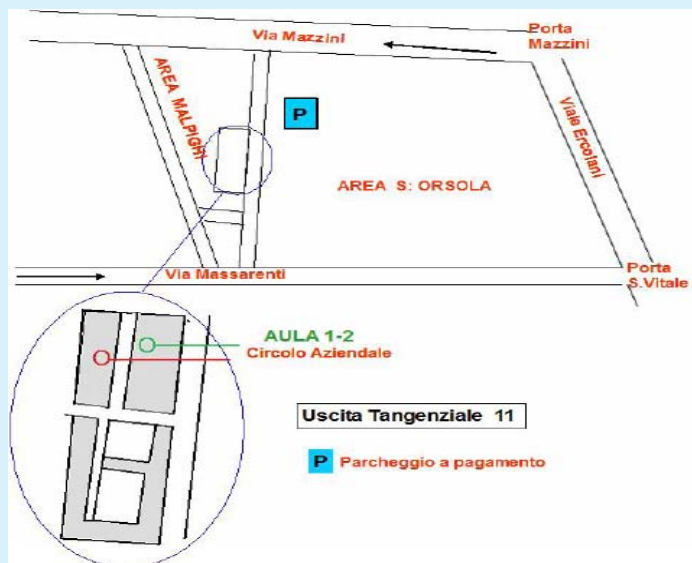 Via Mazzini
Porta
Mazzini
AREA MALPIGHI
P
Viale Ercolani
AREA S: ORSOLA
Via Massarenti
Porta
S.Vitale
AULA 1-2
Circolo Aziendale
Uscita Tangenziale 11
P Parcheggio a pagamento